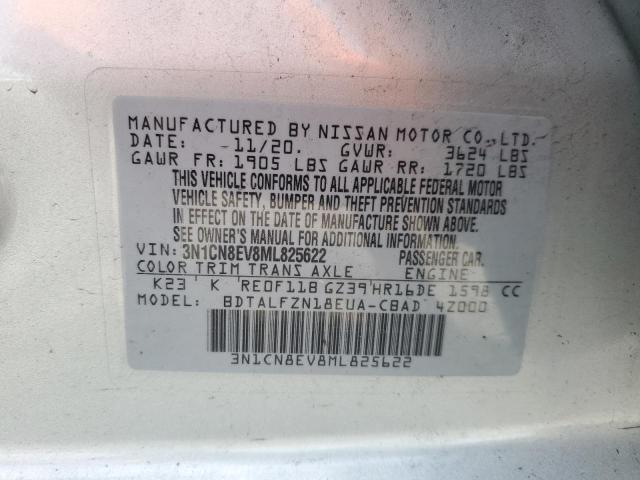 MANUFACTURED BY NISSAN MOTOR CO., LTD.
DATE: 11/20. GVWR: 3624 LBS
GAWR FR: 1905 LBS GAWR RR: 1720 LBS
THIS VEHICLE CONFORMS TO ALL APPLICABLE FEDERAL MOTOR
VEHICLE SAFETY, BUMPER AND THEFT PREVENTION STANDARDS
IN EFFECT ON THE DATE OF MANUFACTURE SHOWN ABOVE.
SEE OWNER'S MANUAL FOR ADDITIONAL INFORMATION.
VIN: 3N1CN8EV8ML825622 PASSENGER CAR.
COLOR TRIM TRANS AXLE ENGINE
K23 K RE0F11B GZ39 HR16DE 1598 CC
BDTALFZN18EUA-CBAD 4Z000
3N1CN8EV8ML825622